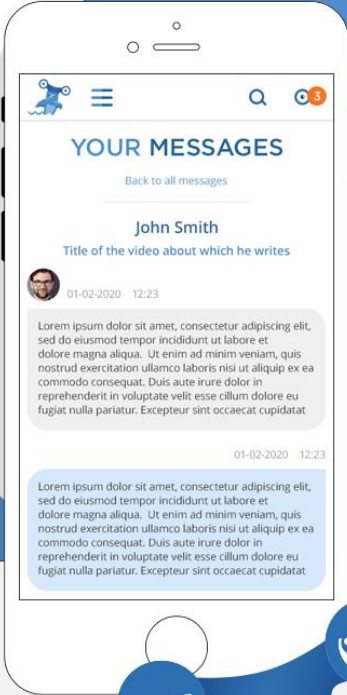 3
YOUR MESSAGES
Back to all messages
John Smith
Title of the video about which he writes
01-02-2020 12:23
Lorem ipsum dolor sit amet, consectetur adipiscing elit,
sed do eiusmod tempor incididunt ut labore et
dolore magna aliqua. Ut enim ad minim veniam, quis
nostrud exercitation ullamco laboris nisi ut aliquip ex ea
commodo consequat. Duis aute irure dolor in
reprehenderit in voluptate velit esse cillum dolore eu
fugiat nulla pariatur. Excepteur sint occaecat cupidatat
01-02-2020 12:23
Lorem ipsum dolor sit amet, consectetur adipiscing elit,
sed do eiusmod tempor incididunt ut labore et
dolore magna aliqua. Ut enim ad minim veniam, quis
nostrud exercitation ullamco laboris nisi ut aliquip ex ea
commodo consequat. Duis aute irure dolor in
reprehenderit in voluptate velit esse cillum dolore eu
fugiat nulla pariatur. Excepteur sint occaecat cupidatat